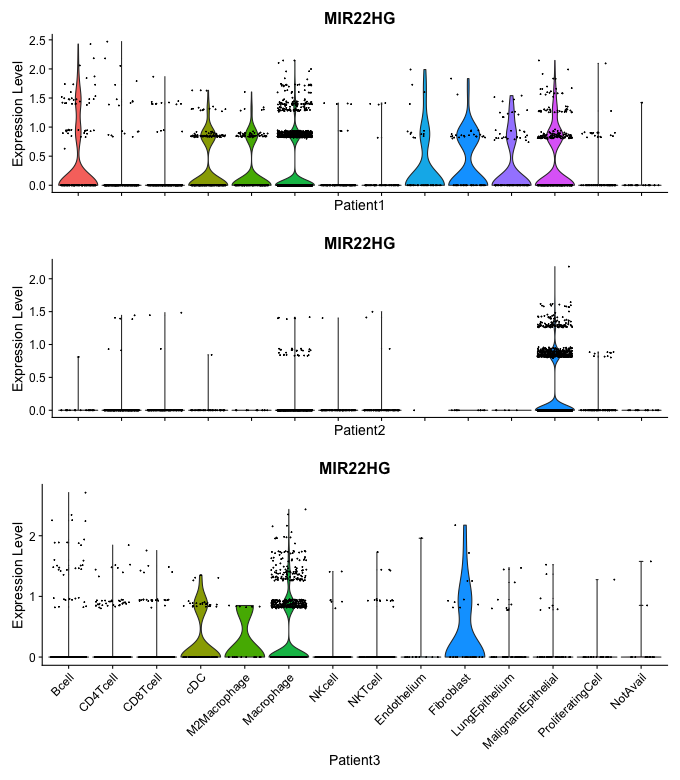 MIR22HG
Expression Level
2.5
2.0
1.5
1.0
0.5
0.0
Patient1
MIR22HG
Expression Level
2.0
1.5
1.0
0.5
0.0
Patient2
MIR22HG
Expression Level
2
1
0
Bcell
CD4Tcell
CD8Tcell
cDC
M2Macrophage
Macrophage
NKcell
NKTcell
Endothelium
Fibroblast
LungEpithelium
MalignantEpithelial
ProliferatingCell
NotAvail
Patient3